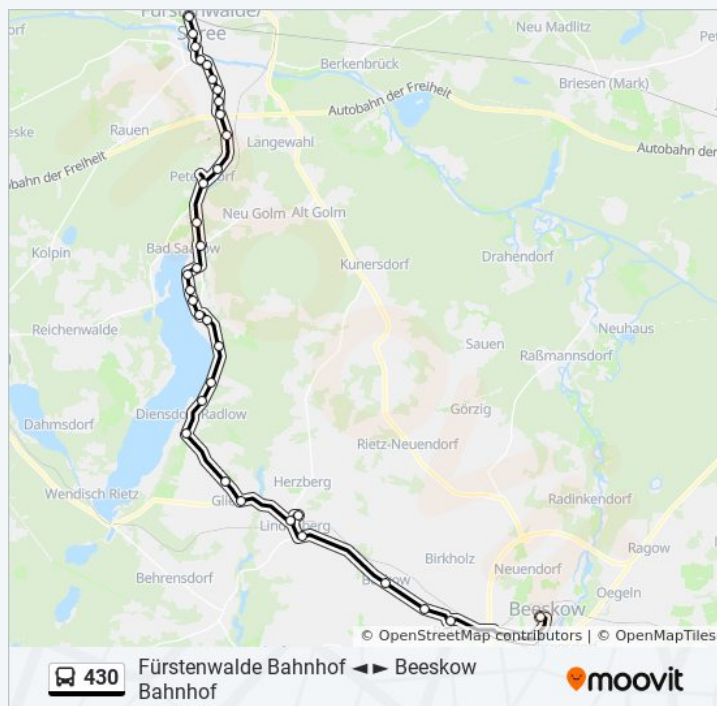 Fürstenwalde/
Spree
Neu Madlitz
Berkenbrück
Briesen (Mark)
Autobahn der Freiheit
Rauen
Langewahl
Autobahn der
obahn der Freiheit
Neu Golm
Alt Golm
Bad Saarow
Kolpin
Kunersdorf
Drahendorf
Reichenwalde
Neuhaus
Sauen
Raßmannsdorf
Diensdorf Radlow
Görzig
Dahmsdorf
Rietz-Neuendorf
Herzberg
Wendisch Rietz
Radinkendorf
Ragow
Birkholz
Behrensdorf
Neuendorf
Oegeln
Beeskow
© OpenStreetMap contributors | © OpenMapTiles
430
Fürstenwalde Bahnhof ◄► Beeskow
Bahnhof
moovit